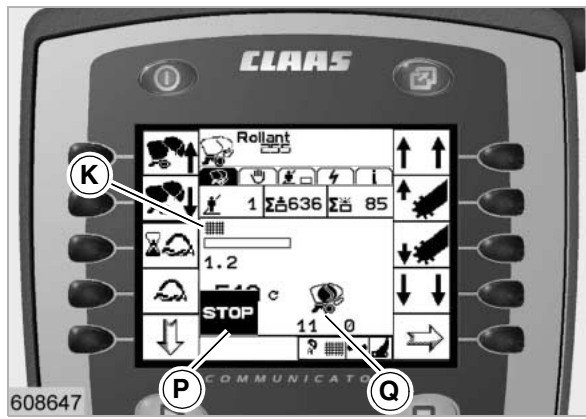 CLAAS
Rollant
255
i
1 Σ636 Σ 85
K
1.2
STOP
11 0
COMMUNICATO
P
Q
608647